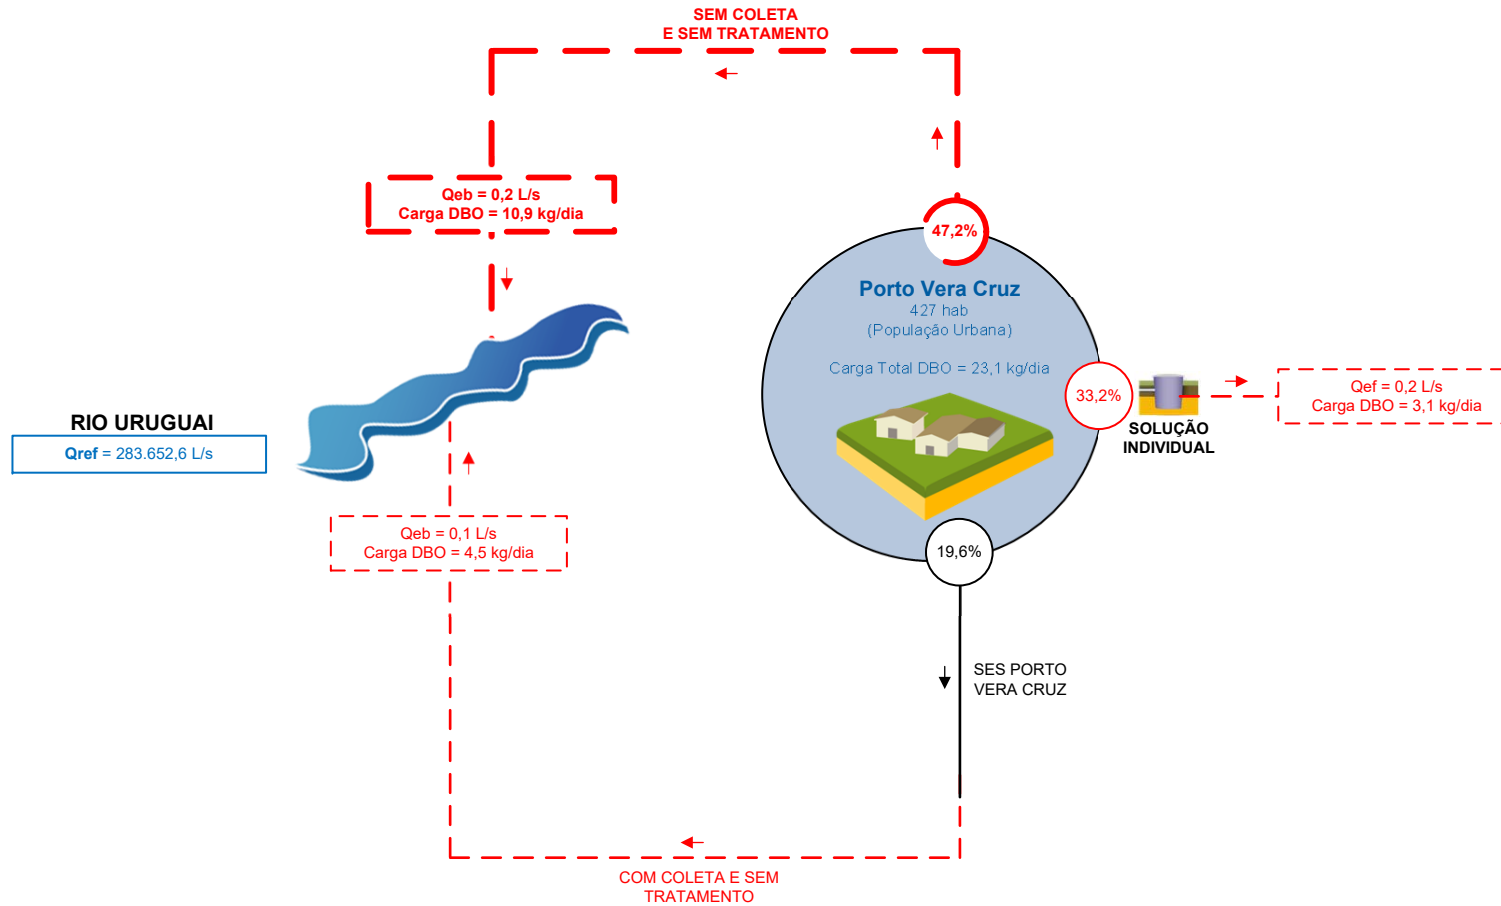 SEM COLETA
E SEM TRATAMENTO
Qeb = 0,2 L/s
Carga DBO = 10,9 kg/dia
47,2%
Porto Vera Cruz
427 hab
(População Urbana)
Carga Total DBO = 23,1 kg/dia
33,2%
SOLUÇÃO
INDIVIDUAL
Qef = 0,2 L/s
Carga DBO = 3,1 kg/dia
RIO URUGUAI
Qref = 283.652,6 L/s
Qeb = 0,1 L/s
Carga DBO = 4,5 kg/dia
19,6%
SES PORTO
VERA CRUZ
COM COLETA E SEM
TRATAMENTO